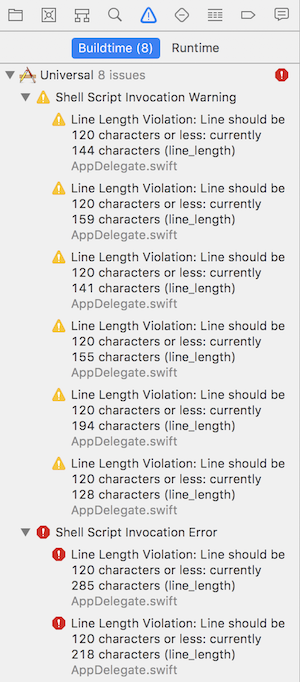 Buildtime (8) Runtime
Universal 8 issues
Shell Script Invocation Warning
Line Length Violation: Line should be
120 characters or less: currently
144 characters (line_length)
AppDelegate.swift
Line Length Violation: Line should be
120 characters or less: currently
159 characters (line_length)
AppDelegate.swift
Line Length Violation: Line should be
120 characters or less: currently
141 characters (line_length)
AppDelegate.swift
Line Length Violation: Line should be
120 characters or less: currently
155 characters (line_length)
AppDelegate.swift
Line Length Violation: Line should be
120 characters or less: currently
194 characters (line_length)
AppDelegate.swift
Line Length Violation: Line should be
120 characters or less: currently
128 characters (line_length)
AppDelegate.swift
Shell Script Invocation Error
Line Length Violation: Line should be
120 characters or less: currently
285 characters (line_length)
AppDelegate.swift
Line Length Violation: Line should be
120 characters or less: currently
218 characters (line_length)
AppDelegate.swift